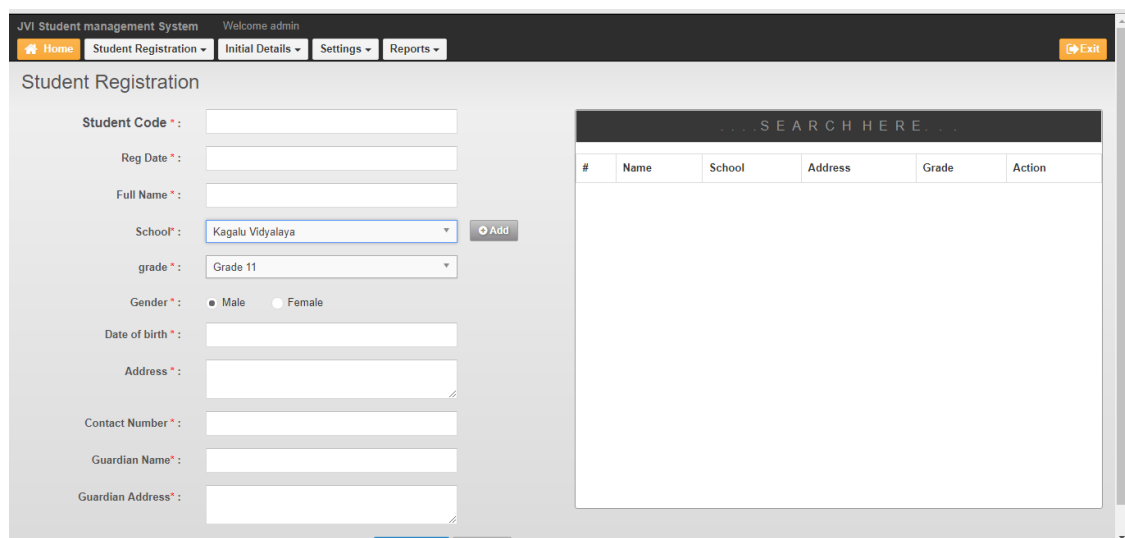 JVI Student management System Welcome admin
Home Student Registration Initial Details Settings Reports Exit
Student Registration
Student Code * :
Reg Date * :
Full Name * :
School* : Kagalu Vidyalaya Add
grade * : Grade 11
Gender * : Male Female
Date of birth * :
Address * :
Contact Number * :
Guardian Name* :
Guardian Address* :
. . . . S E A R C H H E R E . . .
# Name School Address Grade Action